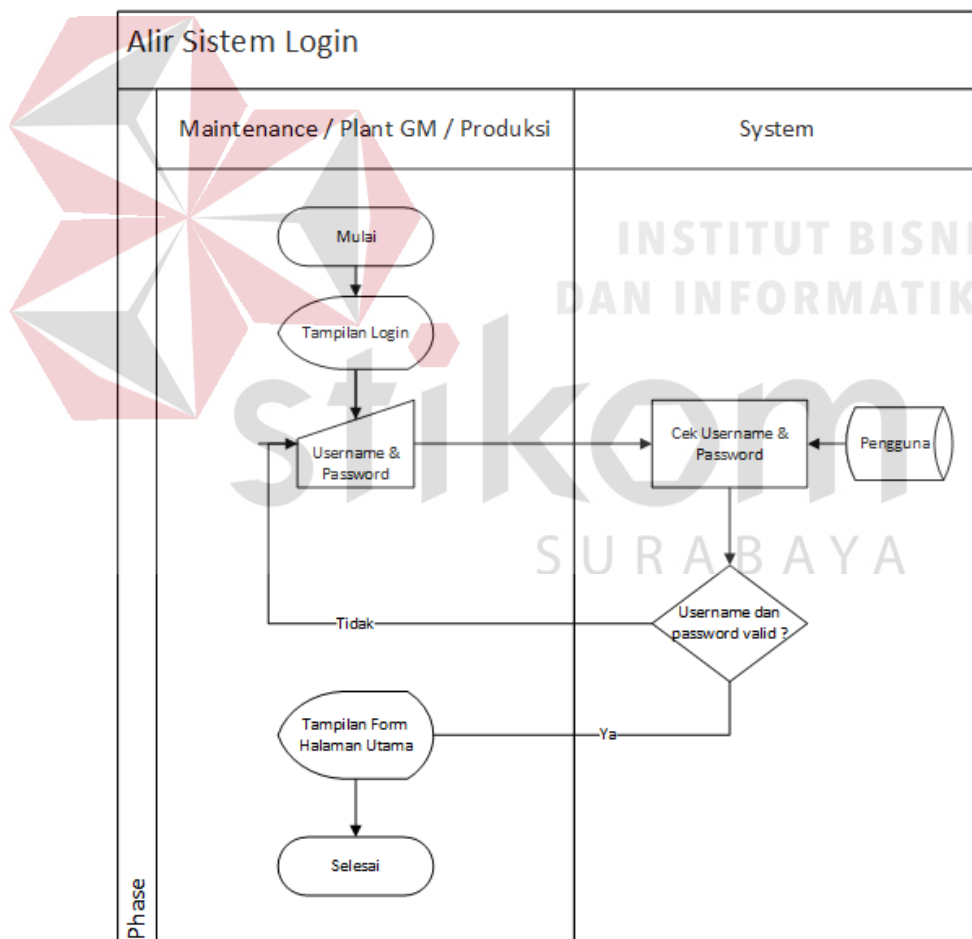 Alir Sistem Login
Maintenance / Plant GM / Produksi
System
Mulai
INSTITUT BISNI
DAN INFORMATIK
Tampilan Login
stikom
SURABAYA
Username &
Password
Cek Username &
Password
Pengguna
Username dan
password valid ?
Tidak
Tampilan Form
Halaman Utama
Ya
Selesai
Phase